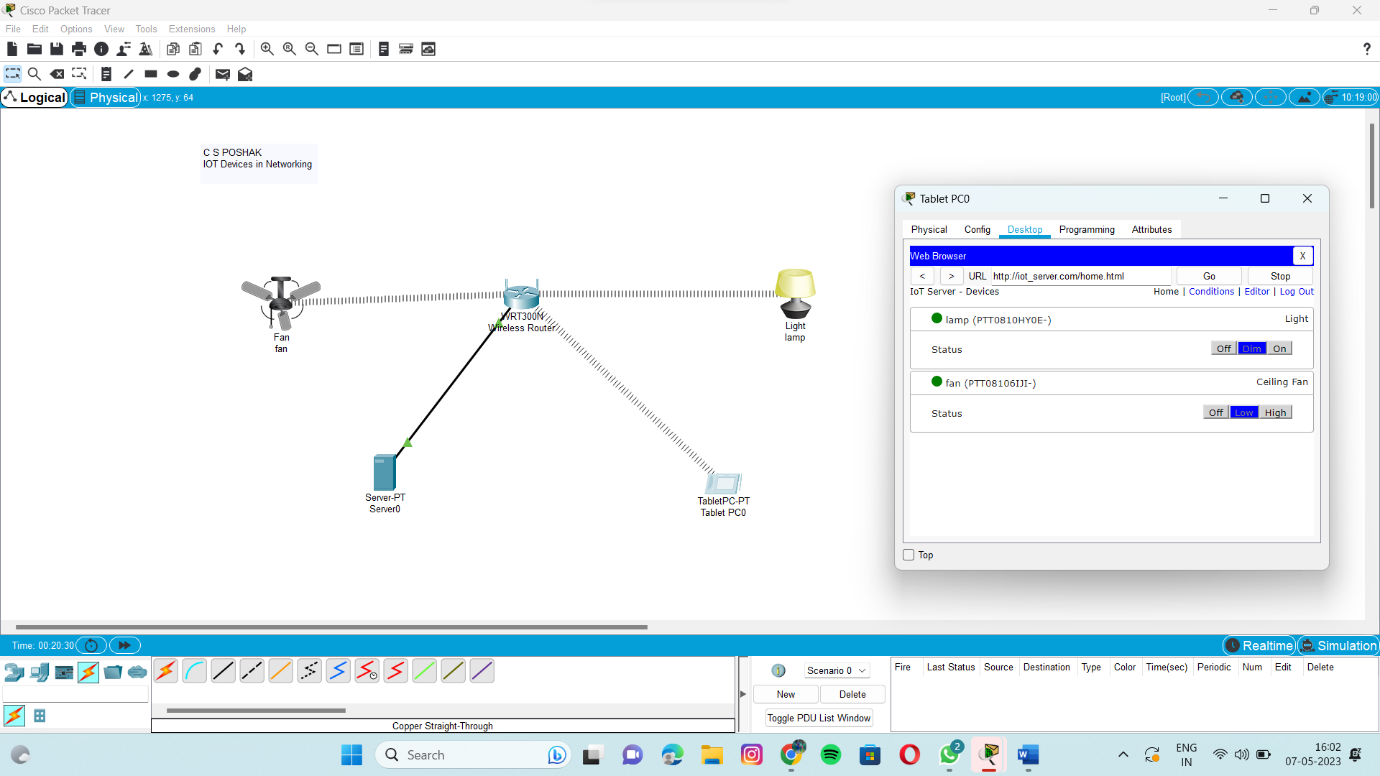 Cisco Packet Tracer
File Edit Options View Tools Extensions Help
?
Logical Physical x: 1275, y: 64 [Root] 10:19:00
C S POSHAK
IOT Devices in Networking
Fan
fan
WRT300N
Wireless Router
Light
lamp
Server-PT
Server0
TabletPC-PT
Tablet PC0
Tablet PC0
Physical Config Desktop Programming Attributes
Web Browser X
< > URL http://iot_server.com/home.html Go Stop
IoT Server - Devices Home | Conditions | Editor | Log Out
lamp (PTT0810HY0E-) Light
Status Off Dim On
fan (PTT08106IJI-) Ceiling Fan
Status Off Low High
Top
Time: 00:20:30 Realtime Simulation
Scenario 0
New Delete
Toggle PDU List Window
Fire Last Status Source Destination Type Color Time(sec) Periodic Num Edit Delete
Copper Straight-Through
Search
2
ENG
IN
16:02
07-05-2023